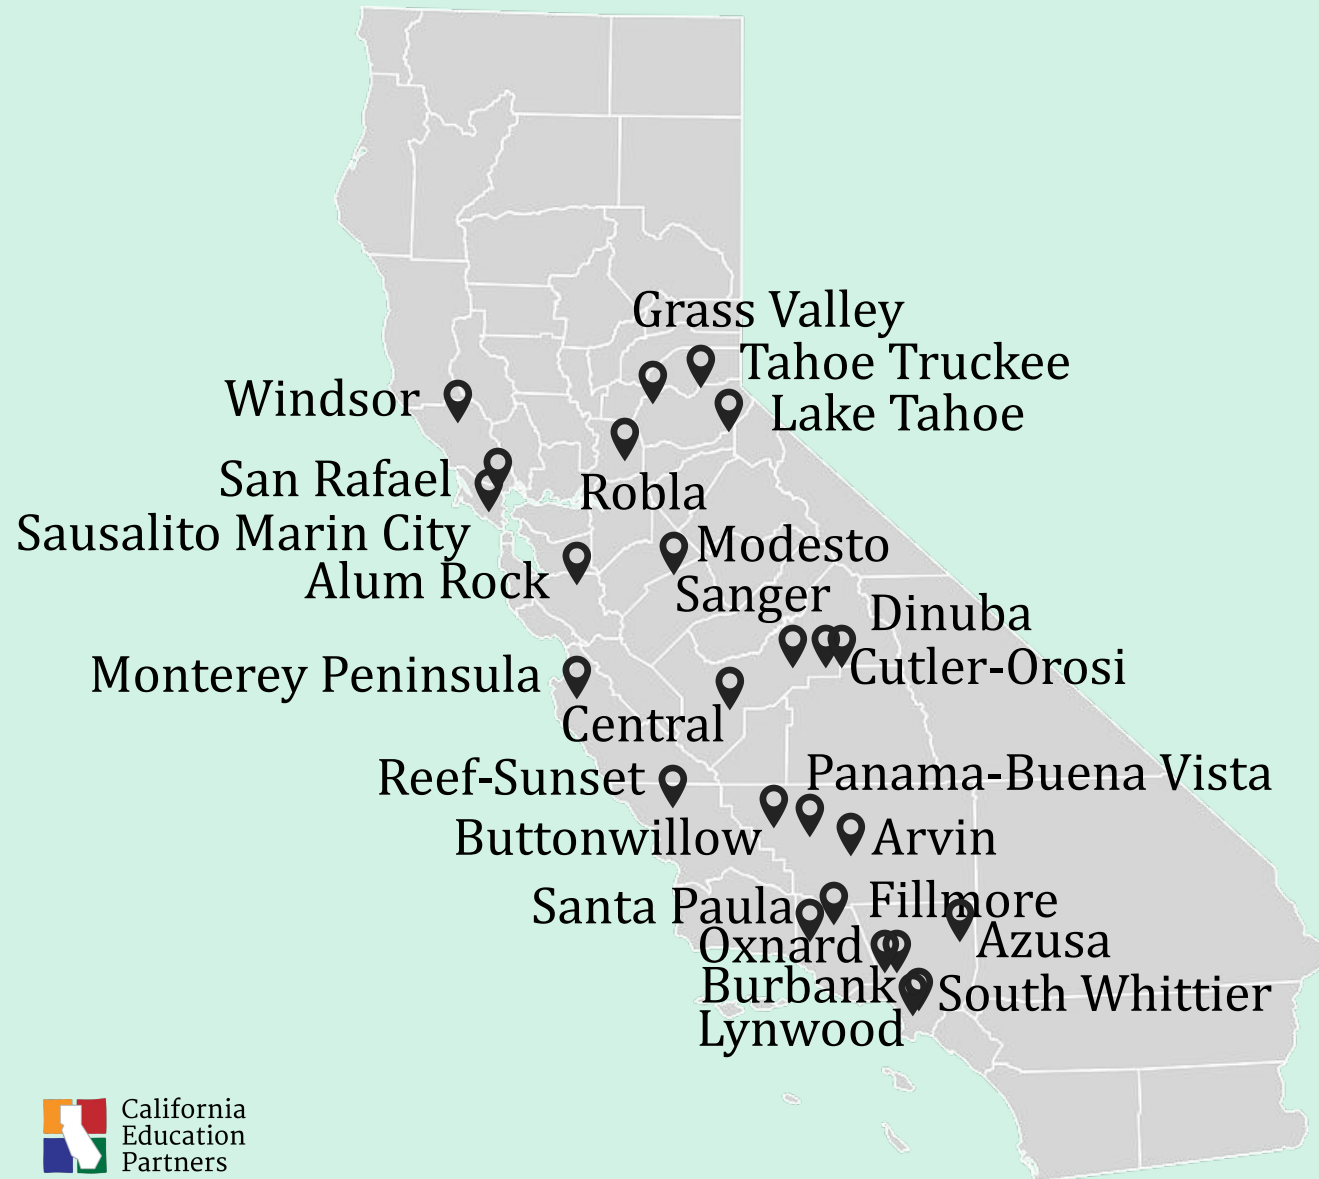 Grass Valley
Tahoe Truckee
Windsor
Lake Tahoe
San Rafael
Robla
Sausalito Marin City
Modesto
Alum Rock
Sanger
Dinuba
Cutler-Orosi
Monterey Peninsula
Central
Reef-Sunset
Panama-Buena Vista
Buttonwillow
Arvin
Santa Paula
Fillmore
Oxnard
Azusa
Burbank
South Whittier
Lynwood
California
Education
Partners